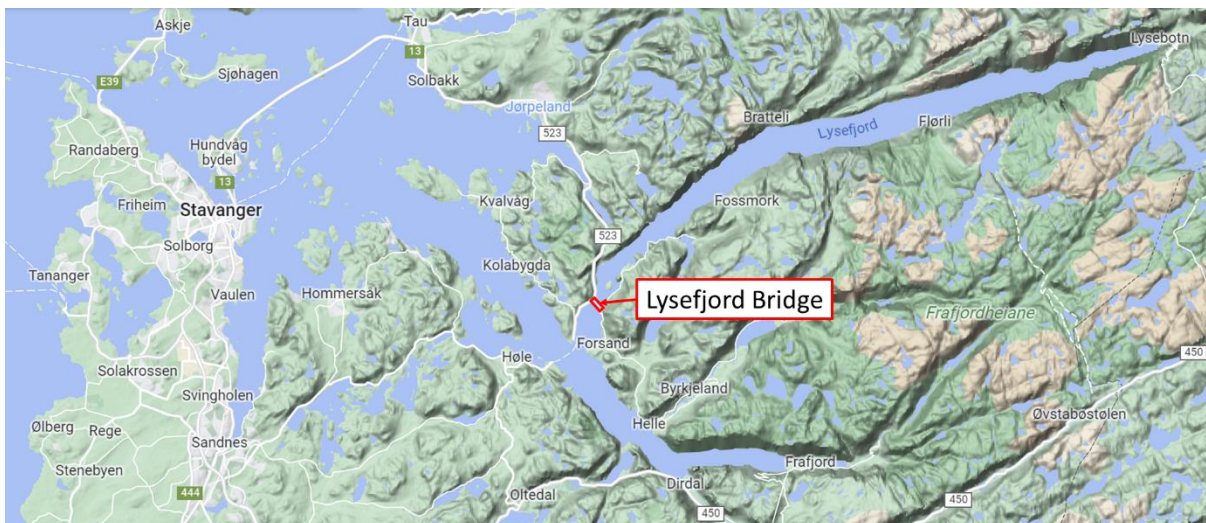 Askje
Tau
13
E39
Sjøhagen
Solbakk
Lysebotn
Jørpeland
523
Bratteli
Lysefjord
Flørli
Randaberg
Hundvåg
bydel
13
Friheim
Stavanger
Kvalvåg
Fossmork
Solborg
523
Tananger
Kolabygda
Vaulen
Hommersåk
Lysefjord Bridge
Frafjordheiane
Forsand
Høle
450
Solakrossen
Svingholen
Byrkjeland
Øvstabøstølen
Helle
Ølberg
Rege
Sandnes
Stenebyen
Frafjord
Dirdal
444
Oltedal
450
450